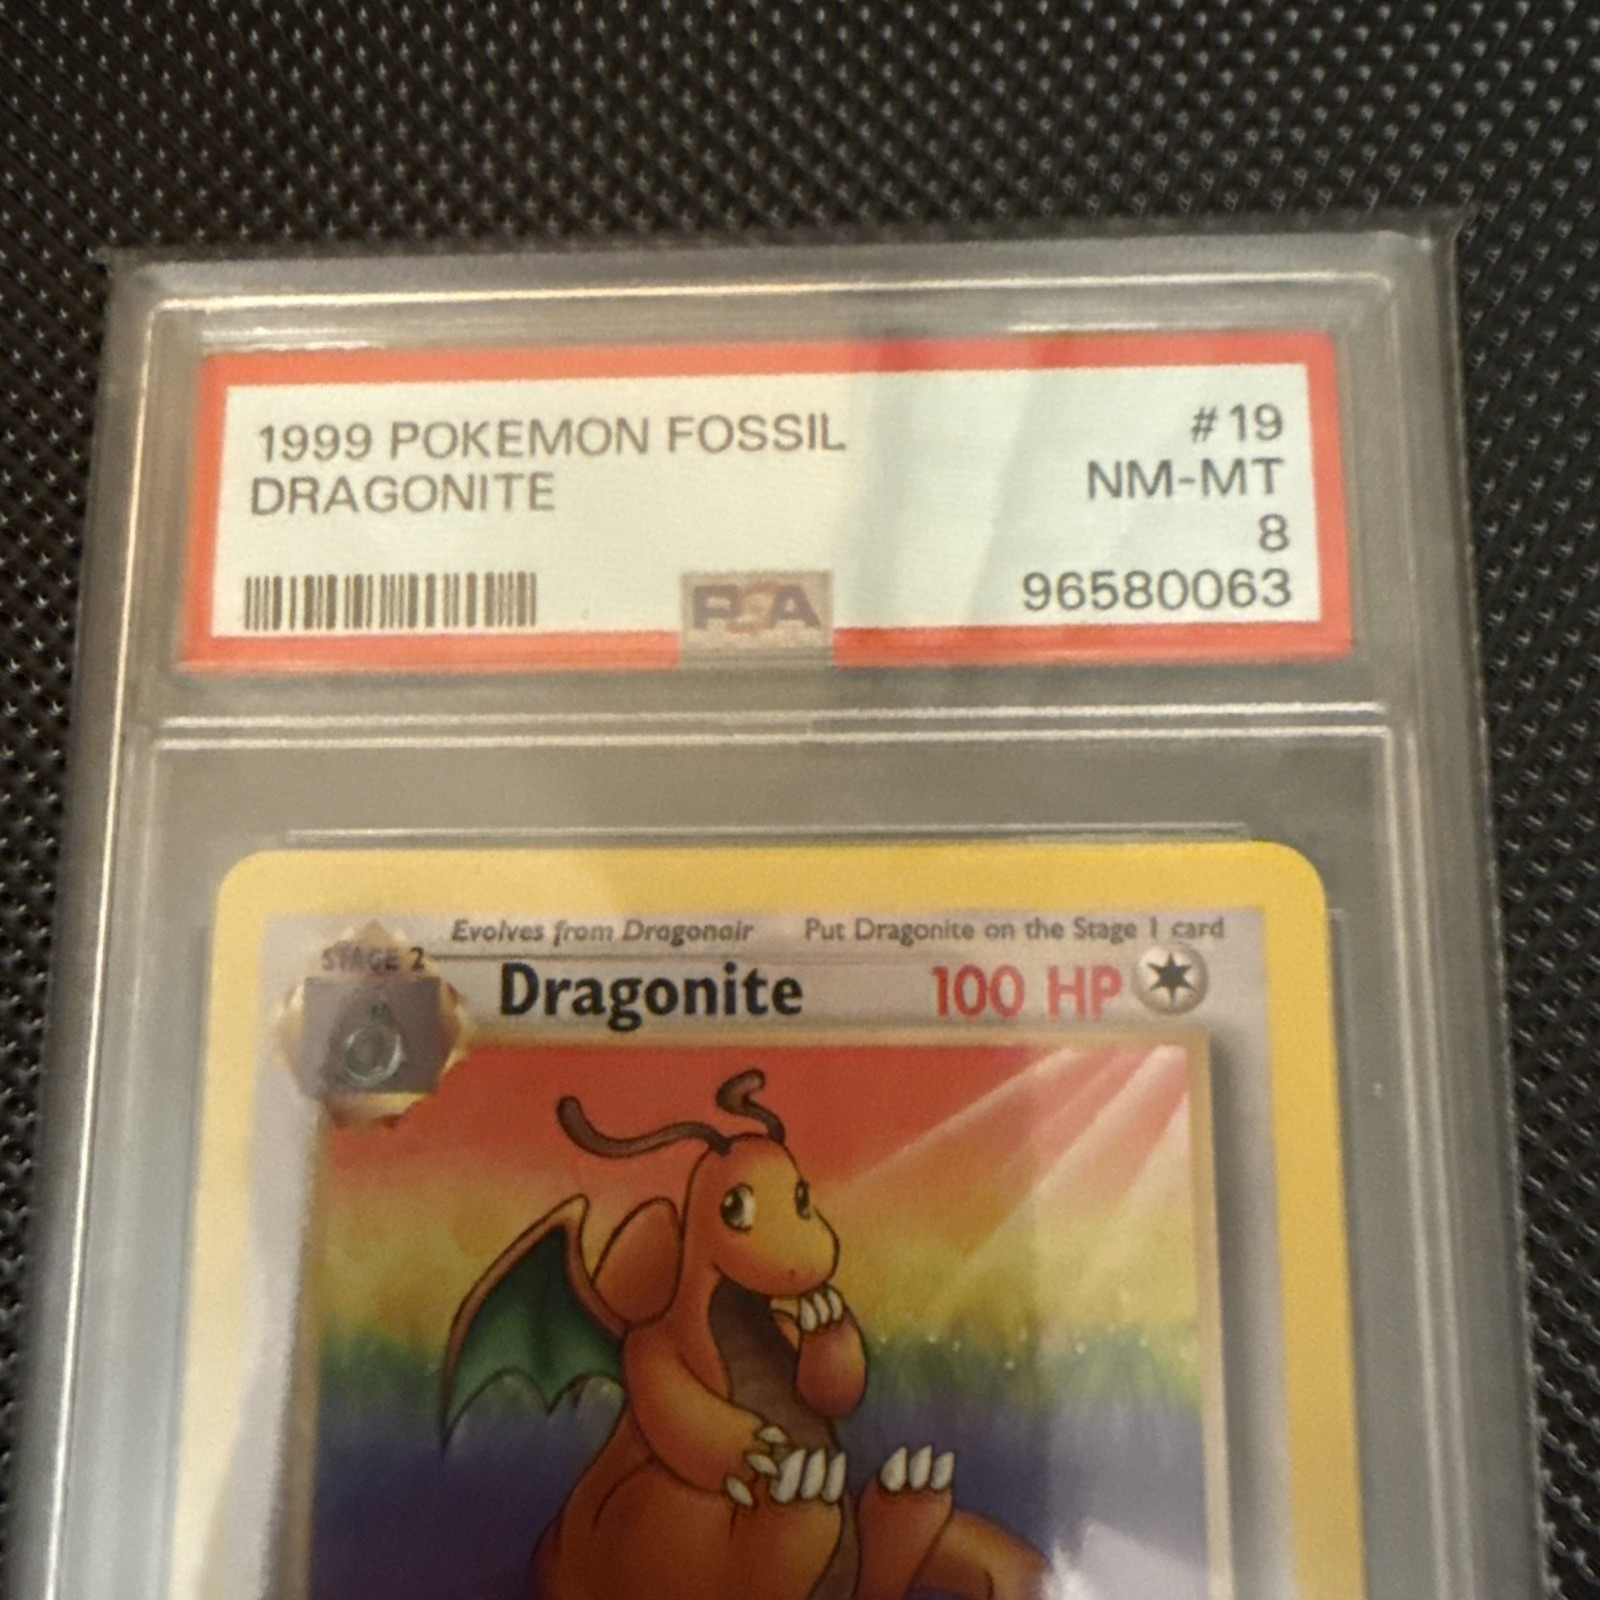 1999 POKEMON FOSSIL #19
DRAGONITE NM-MT
8
PSA 96580063
Evolves from Dragonair Put Dragonite on the Stage 1 card
STAGE 2
Dragonite 100 HP